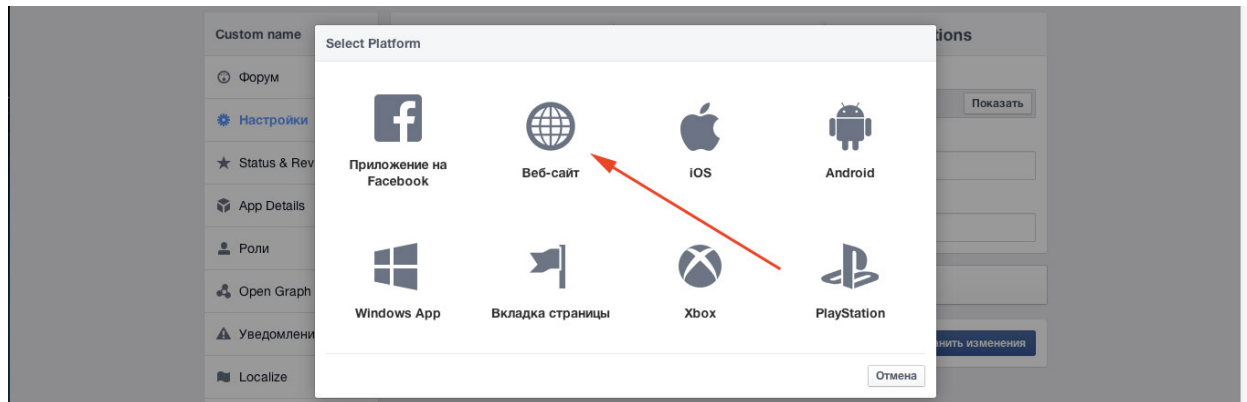 Custom name
Select Platform
tions
Форум
Показать
Настройки
Status & Rev
Приложение на
Facebook
Веб-сайт
iOS
Android
App Details
Роли
Open Graph
Windows App
Вкладка страницы
Xbox
PlayStation
Уведомлени
нить изменения
Localize
Отмена